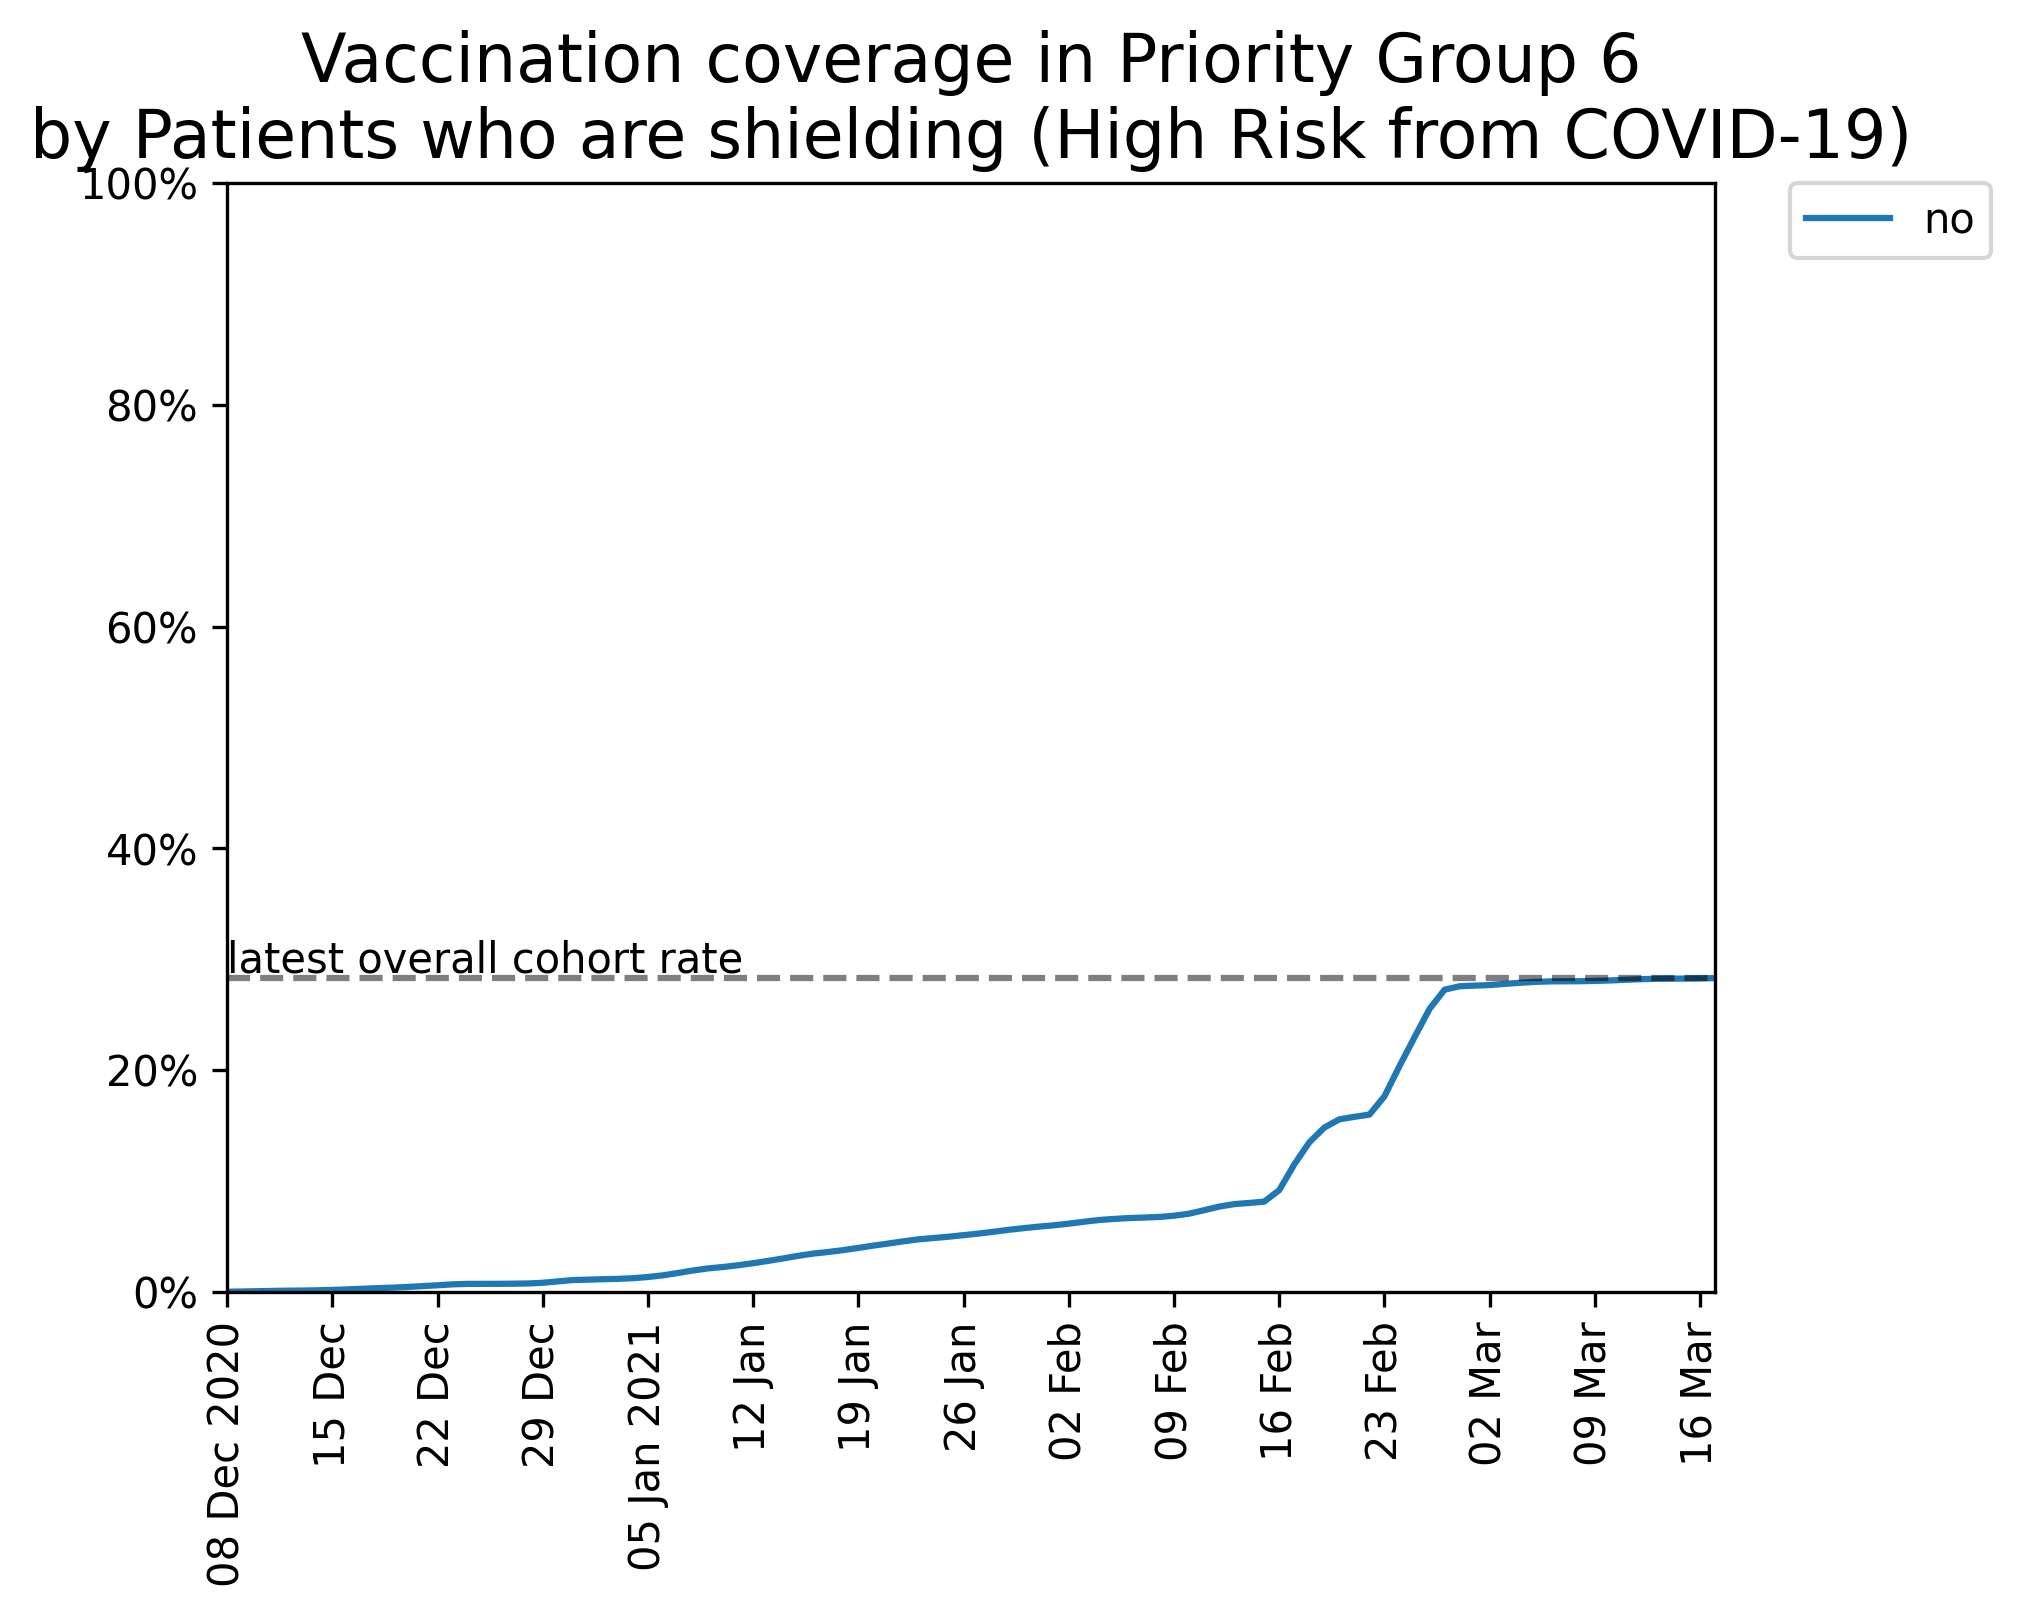 Vaccination coverage in Priority Group 6
by Patients who are shielding (High Risk from COVID-19)
100%
80%
60%
40%
20%
0%
latest overall cohort rate
no
08 Dec 2020
15 Dec
22 Dec
29 Dec
05 Jan 2021
12 Jan
19 Jan
26 Jan
02 Feb
09 Feb
16 Feb
23 Feb
02 Mar
09 Mar
16 Mar